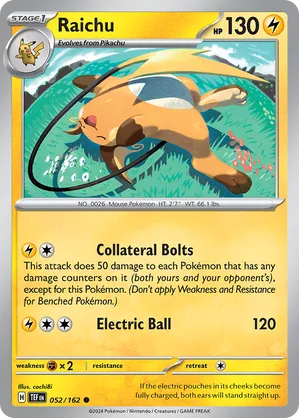 STAGE 1
Raichu
HP 130
Evolves from Pikachu
NO. 0026 Mouse Pokémon HT: 2'7" WT: 66.1 lbs.
Collateral Bolts
This attack does 50 damage to each Pokémon that has any
damage counters on it (both yours and your opponent's),
except for this Pokémon. (Don't apply Weakness and Resistance
for Benched Pokémon.)
Electric Ball 120
weakness ×2 resistance retreat
Illus. cochi8i
H TEF EN 052/162
If the electric pouches in its cheeks become
fully charged, both ears will stand straight up.
©2024 Pokémon / Nintendo / Creatures / GAME FREAK